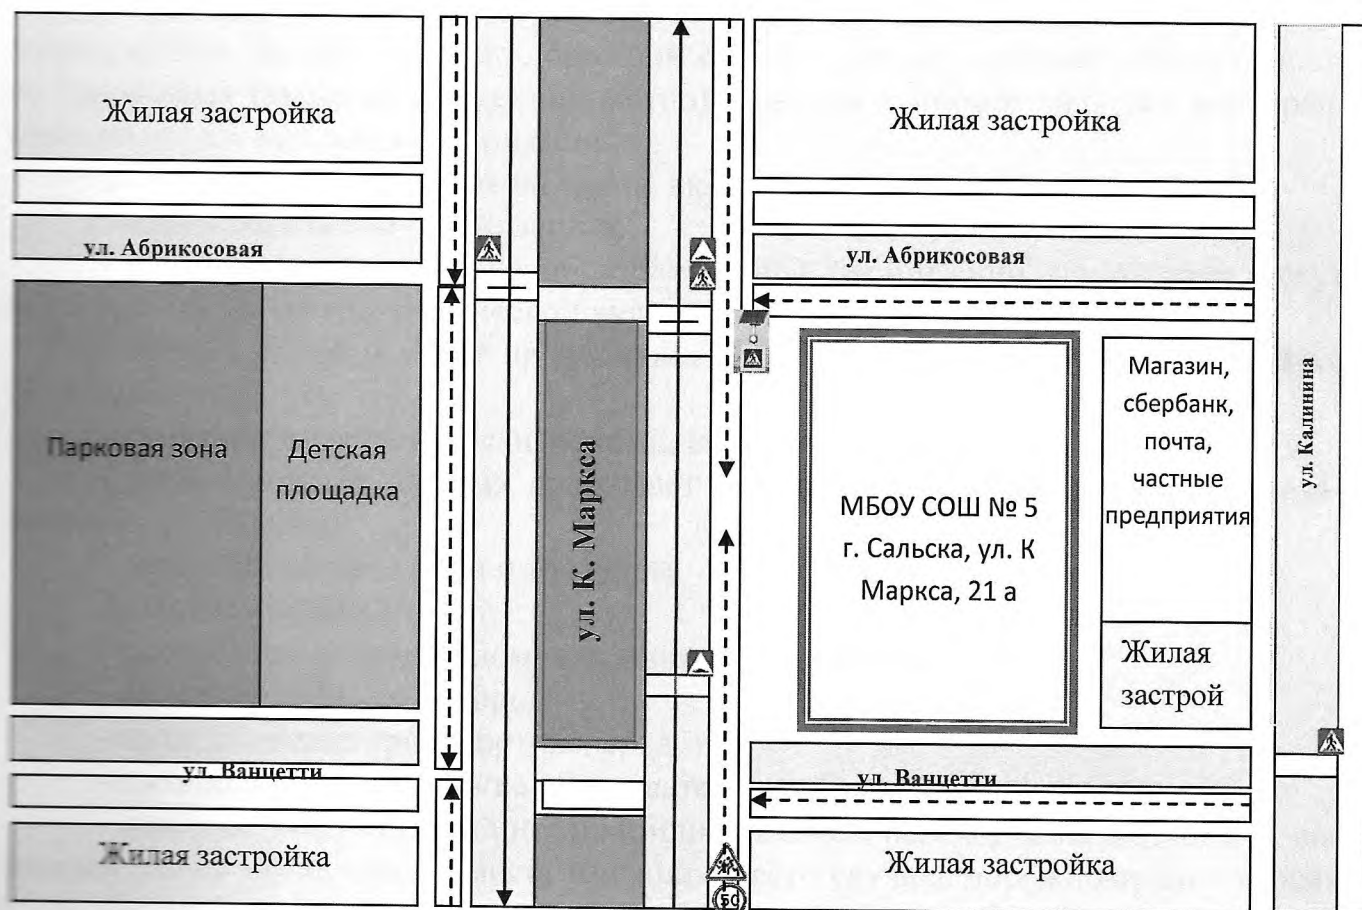 Жилая застройка
Жилая застройка
ул. Абрикосовая
ул. Абрикосовая
Парковая зона
Детская
площадка
ул. К. Маркса
МБОУ СОШ № 5
г. Сальска, ул. К
Маркса, 21 а
Магазин,
сбербанк,
почта,
частные
предприятия
Жилая
застрой
ул. Калинина
ул. Ванцетти
ул. Ванцетти
Жилая застройка
Жилая застройка
50